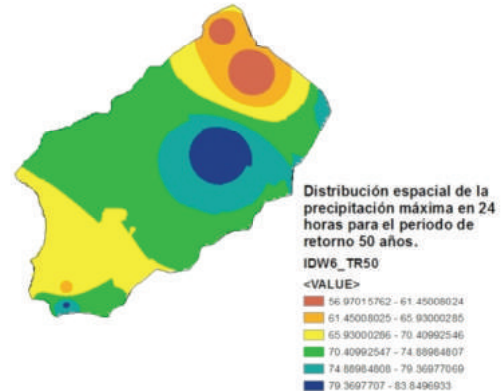 Distribución espacial de la
precipitación máxima en 24
horas para el periodo de
retorno 50 años.
IDW6_TR50
<VALUE>
56.97015762 - 61.45008024
61.45008025 - 65.93000285
65.93000286 - 70.40992546
70.40992547 - 74.88984807
74.88984808 - 79.36977069
79.3697707 - 83.8496933